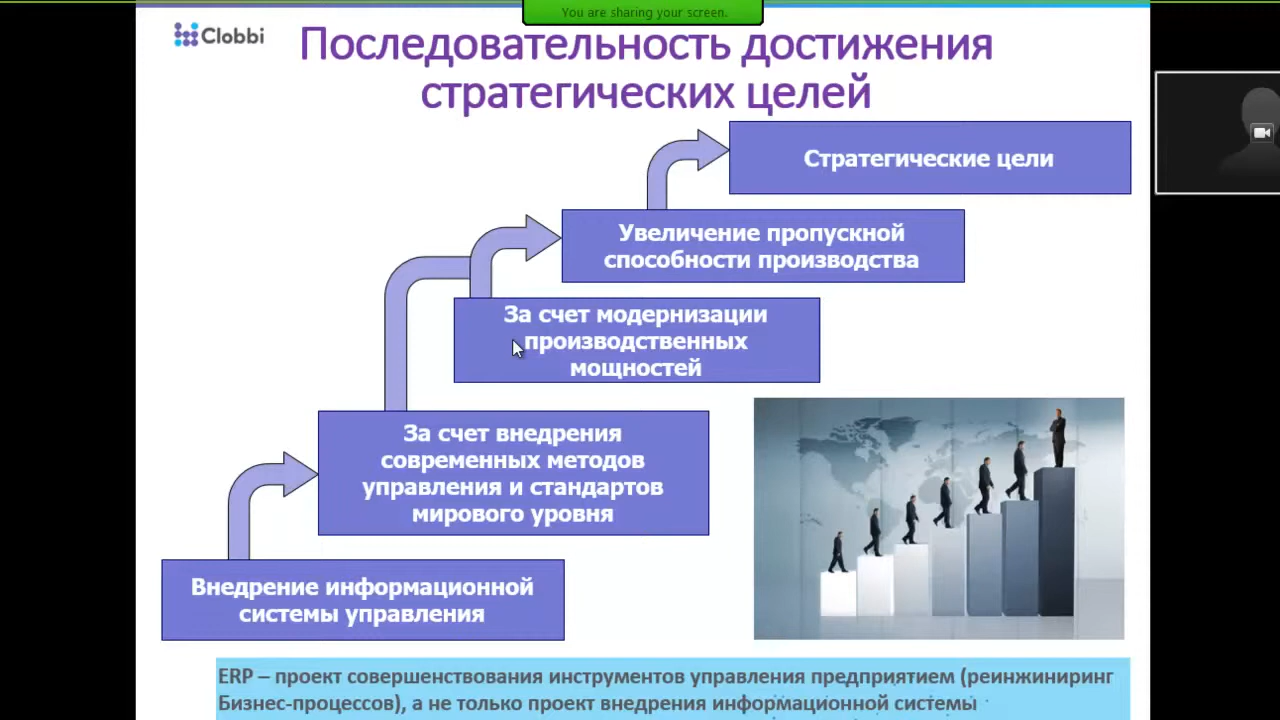 You are sharing your screen.
Clobbi
Последовательность достижения
стратегических целей
Стратегические цели
Увеличение пропускной
способности производства
За счет модернизации
производственных
мощностей
За счет внедрения
современных методов
управления и стандартов
мирового уровня
Внедрение информационной
системы управления
ERP – проект совершенствования инструментов управления предприятием (реинжиниринг
Бизнес-процессов), а не только проект внедрения информационной системы